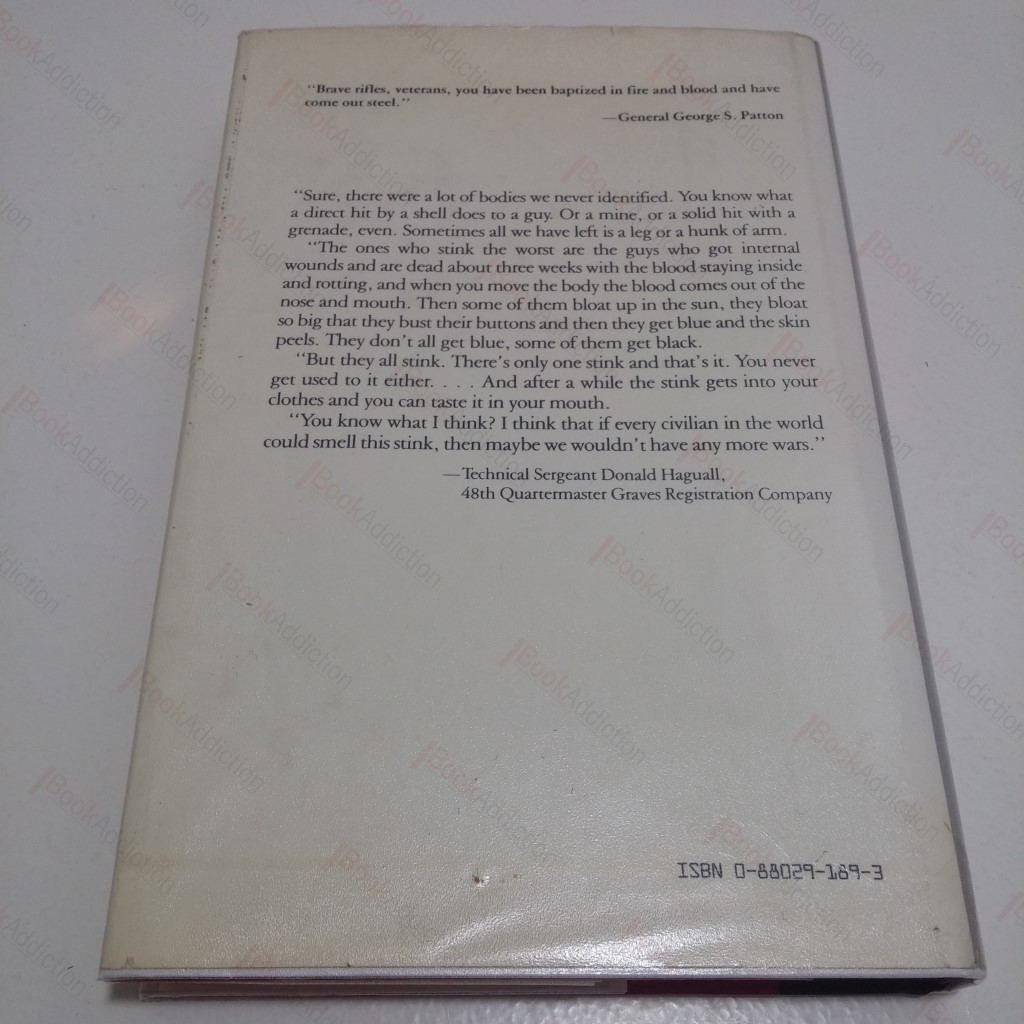 "Brave rifles, veterans, you have been baptized in fire and blood and have
come out steel."
—General George S. Patton
"Sure, there were a lot of bodies we never identified. You know what
a direct hit by a shell does to a guy. Or a mine, or a solid hit with a
grenade, even. Sometimes all we have left is a leg or a hunk of arm.
"The ones who stink the worst are the guys who got internal
wounds and are dead about three weeks with the blood staying inside
and rotting, and when you move the body the blood comes out of the
nose and mouth. Then some of them bloat up in the sun, they bloat
so big that they bust their buttons and then they get blue and the skin
peels. They don't all get blue, some of them get black.
"But they all stink. There's only one stink and that's it. You never
get used to it either. . . . And after a while the stink gets into your
clothes and you can taste it in your mouth.
"You know what I think? I think that if every civilian in the world
could smell this stink, then maybe we wouldn't have any more wars."
—Technical Sergeant Donald Haguall,
48th Quartermaster Graves Registration Company
ISBN 0-88029-189-3
BookAddiction